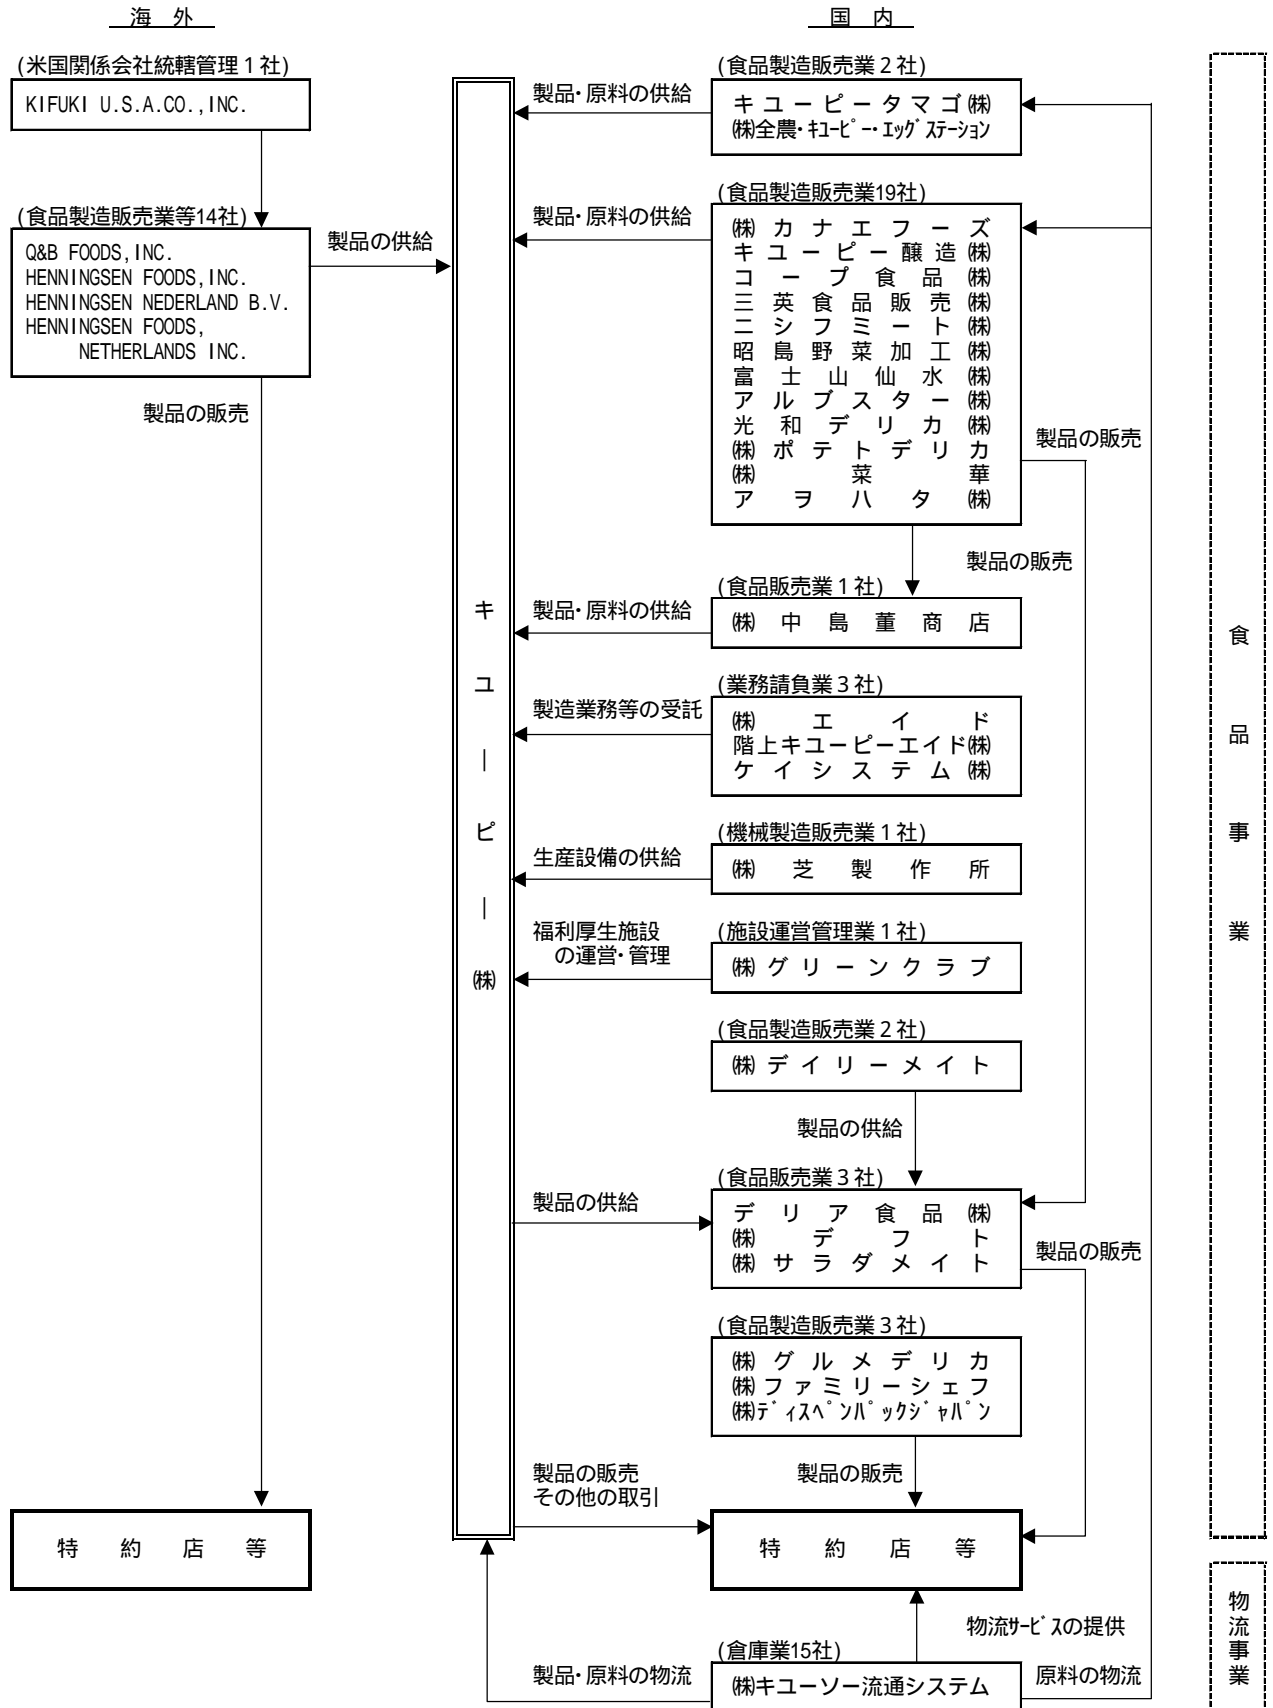 海 外
国 内
(米国関係会社統轄管理1社)
KIFUKI U.S.A.CO.,INC.
(食品製造販売業等14社)
Q&B FOODS,INC.
HENNINGSEN FOODS,INC.
HENNINGSEN NEDERLAND B.V.
HENNINGSEN FOODS,
NETHERLANDS INC.
製品の供給
製品の販売
特約店等
キユーピー㈱
(食品製造販売業2社)
製品・原料の供給
キユーピータマゴ㈱
㈱全農・ｷﾕｰﾋﾟｰ・ｴｯｸﾞｽﾃｰｼｮﾝ
(食品製造販売業19社)
製品・原料の供給
㈱カナエフーズ
キユーピー醸造㈱
コープ食品㈱
三英食品販売㈱
ニシフミート㈱
昭島野菜加工㈱
富士山仙水㈱
アルブスター㈱
光和デリカ㈱
㈱ポテトデリカ
㈱菜華
アヲハタ㈱
製品の販売
製品の販売
(食品販売業1社)
製品・原料の供給
㈱中島董商店
(業務請負業3社)
製造業務等の受託
㈱エイド
階上キユーピーエイド㈱
ケイシステム㈱
(機械製造販売業1社)
生産設備の供給
㈱芝製作所
(施設運営管理業1社)
福利厚生施設
の運営・管理
㈱グリーンクラブ
(食品製造販売業2社)
㈱デイリーメイト
製品の供給
(食品販売業3社)
製品の供給
デリア食品㈱
㈱デフト
㈱サラダメイト
製品の販売
(食品製造販売業3社)
㈱グルメデリカ
㈱ファミリーシェフ
㈱ﾃﾞｨｽﾍﾟﾝﾊﾟｯｸｼﾞｬﾊﾟﾝ
製品の販売
その他の取引
製品の販売
特約店等
物流ｻｰﾋﾞｽの提供
(倉庫業15社)
製品・原料の物流
㈱キユーソー流通システム
原料の物流
食品事業
物流事業